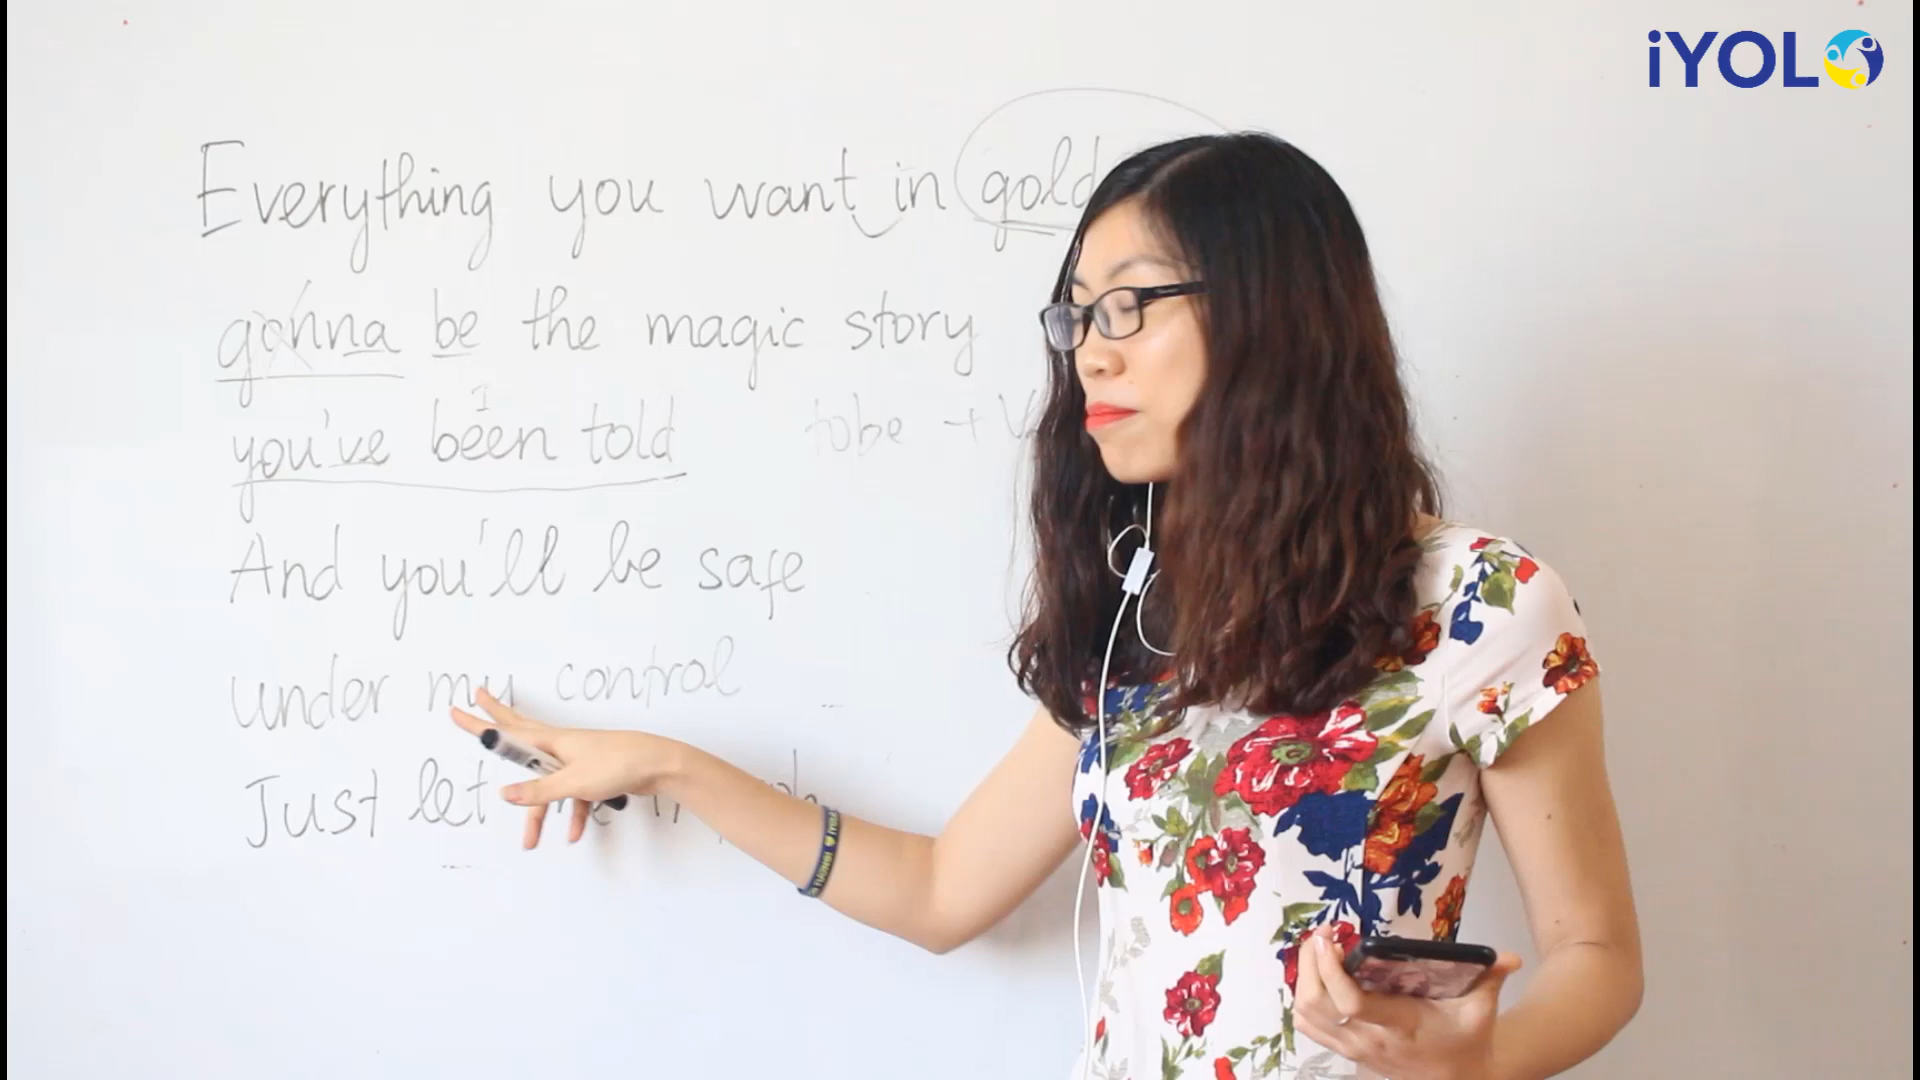 iYOLO
Everything you want in gold
gonna be the magic story
I
you've been told
tobe + V
And you'll be safe
under my control
Just let